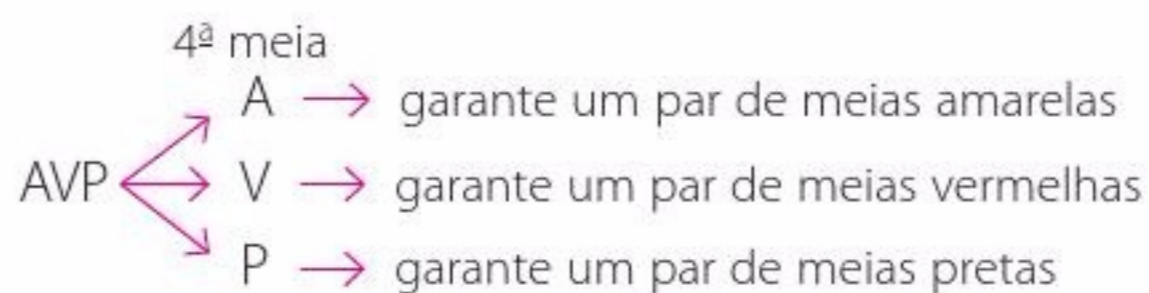 4ª meia
A → garante um par de meias amarelas
AVP V → garante um par de meias vermelhas
P → garante um par de meias pretas